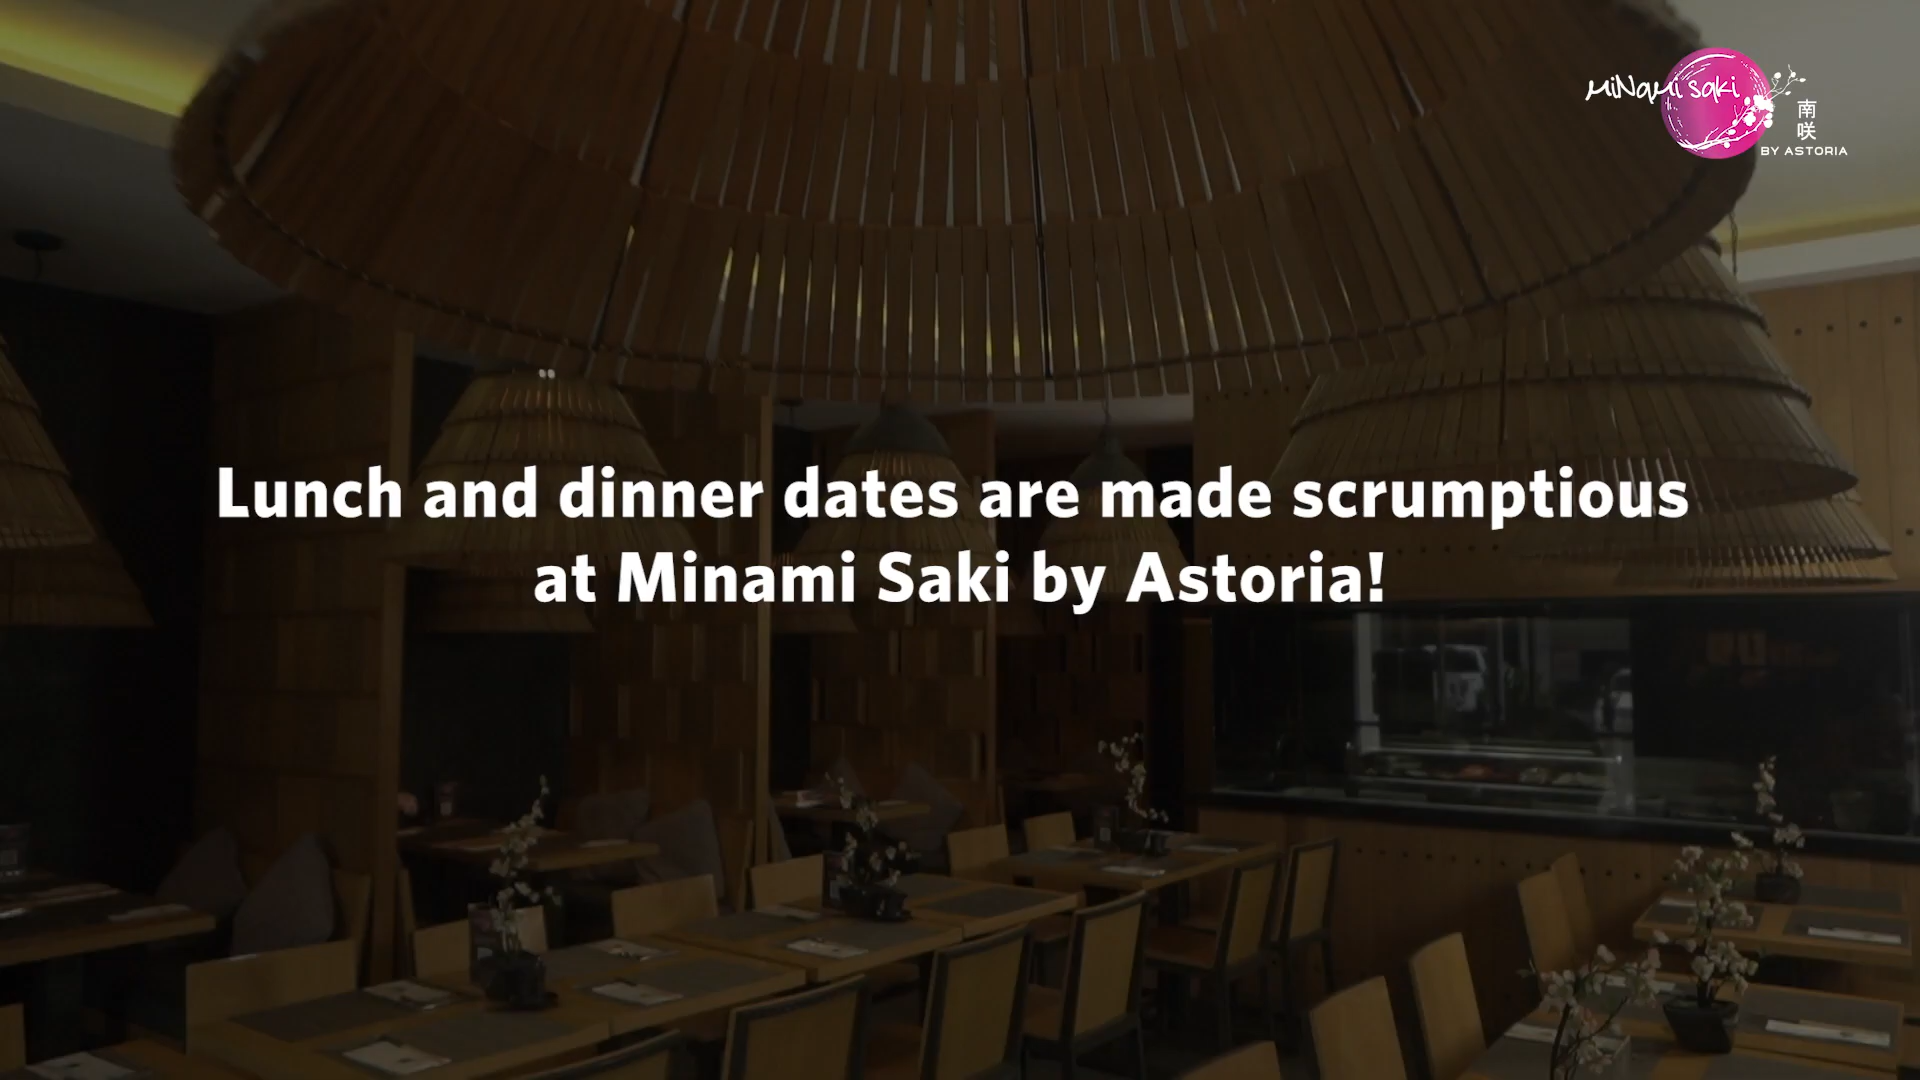 MiNaMi saki
南
咲
BY ASTORIA
Lunch and dinner dates are made scrumptious
at Minami Saki by Astoria!